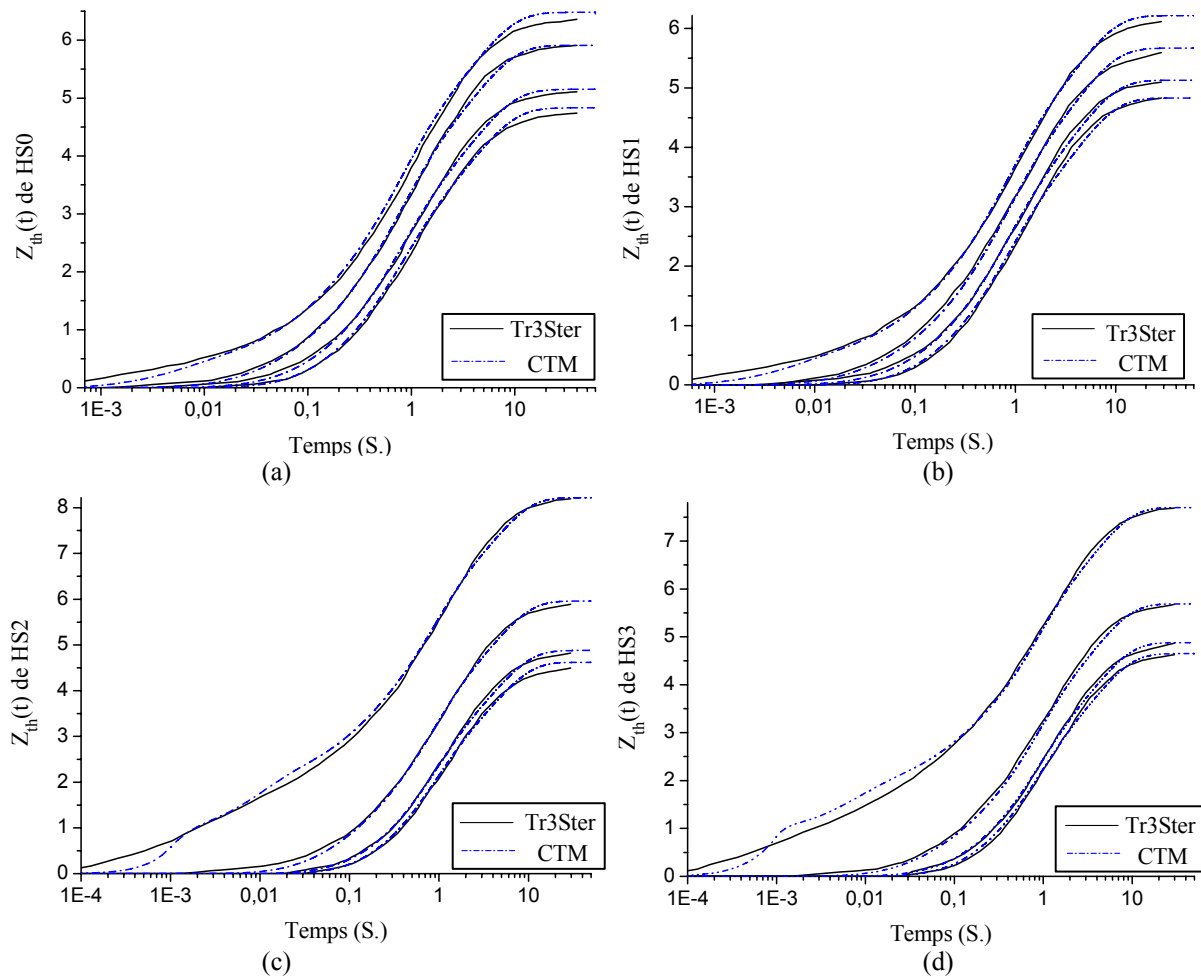 Z_th(t) de HS0
6
5
4
3
2
1
0
1E-3 0,01 0,1 1 10
Temps (S.)
Tr3Ster
CTM
(a)
Z_th(t) de HS1
6
5
4
3
2
1
0
1E-3 0,01 0,1 1 10
Temps (S.)
Tr3Ster
CTM
(b)
Z_th(t) de HS2
8
7
6
5
4
3
2
1
0
1E-4 1E-3 0,01 0,1 1 10
Temps (S.)
Tr3Ster
CTM
(c)
Z_th(t) de HS3
7
6
5
4
3
2
1
0
1E-4 1E-3 0,01 0,1 1 10
Temps (S.)
Tr3Ster
CTM
(d)